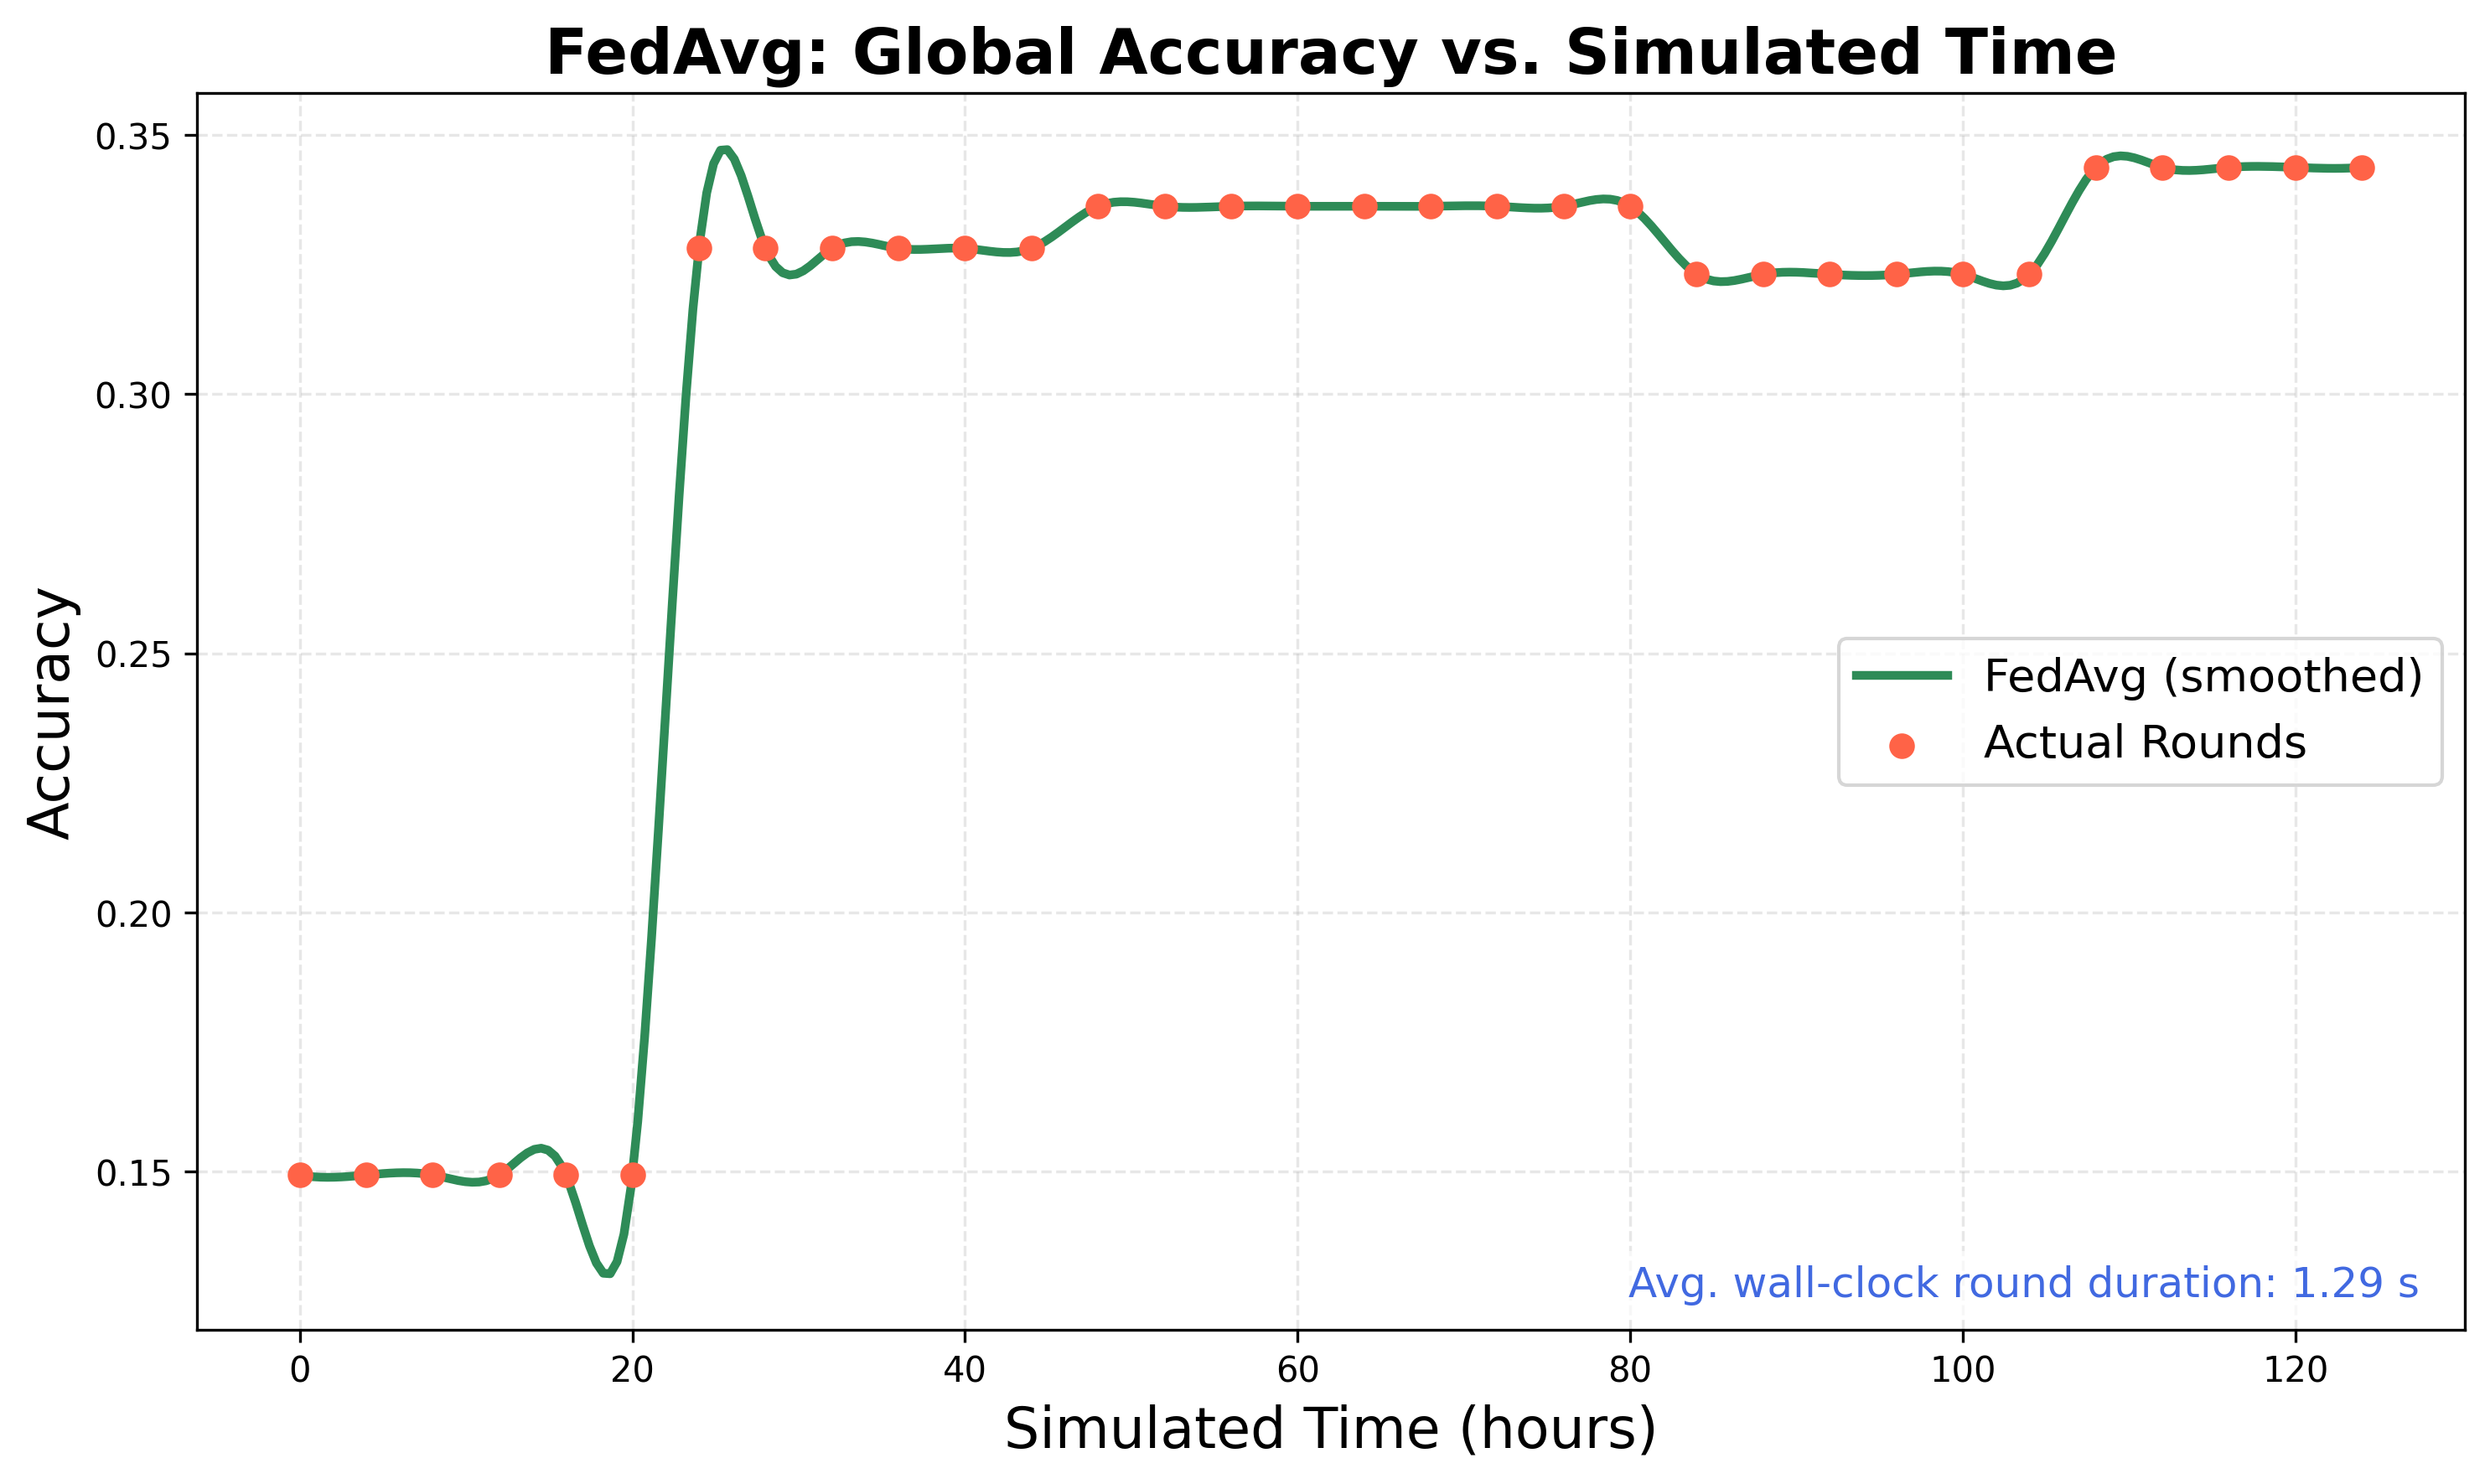 FedAvg: Global Accuracy vs. Simulated Time
Accuracy
0.35
0.30
0.25
0.20
0.15
FedAvg (smoothed)
Actual Rounds
Avg. wall-clock round duration: 1.29 s
0 20 40 60 80 100 120
Simulated Time (hours)